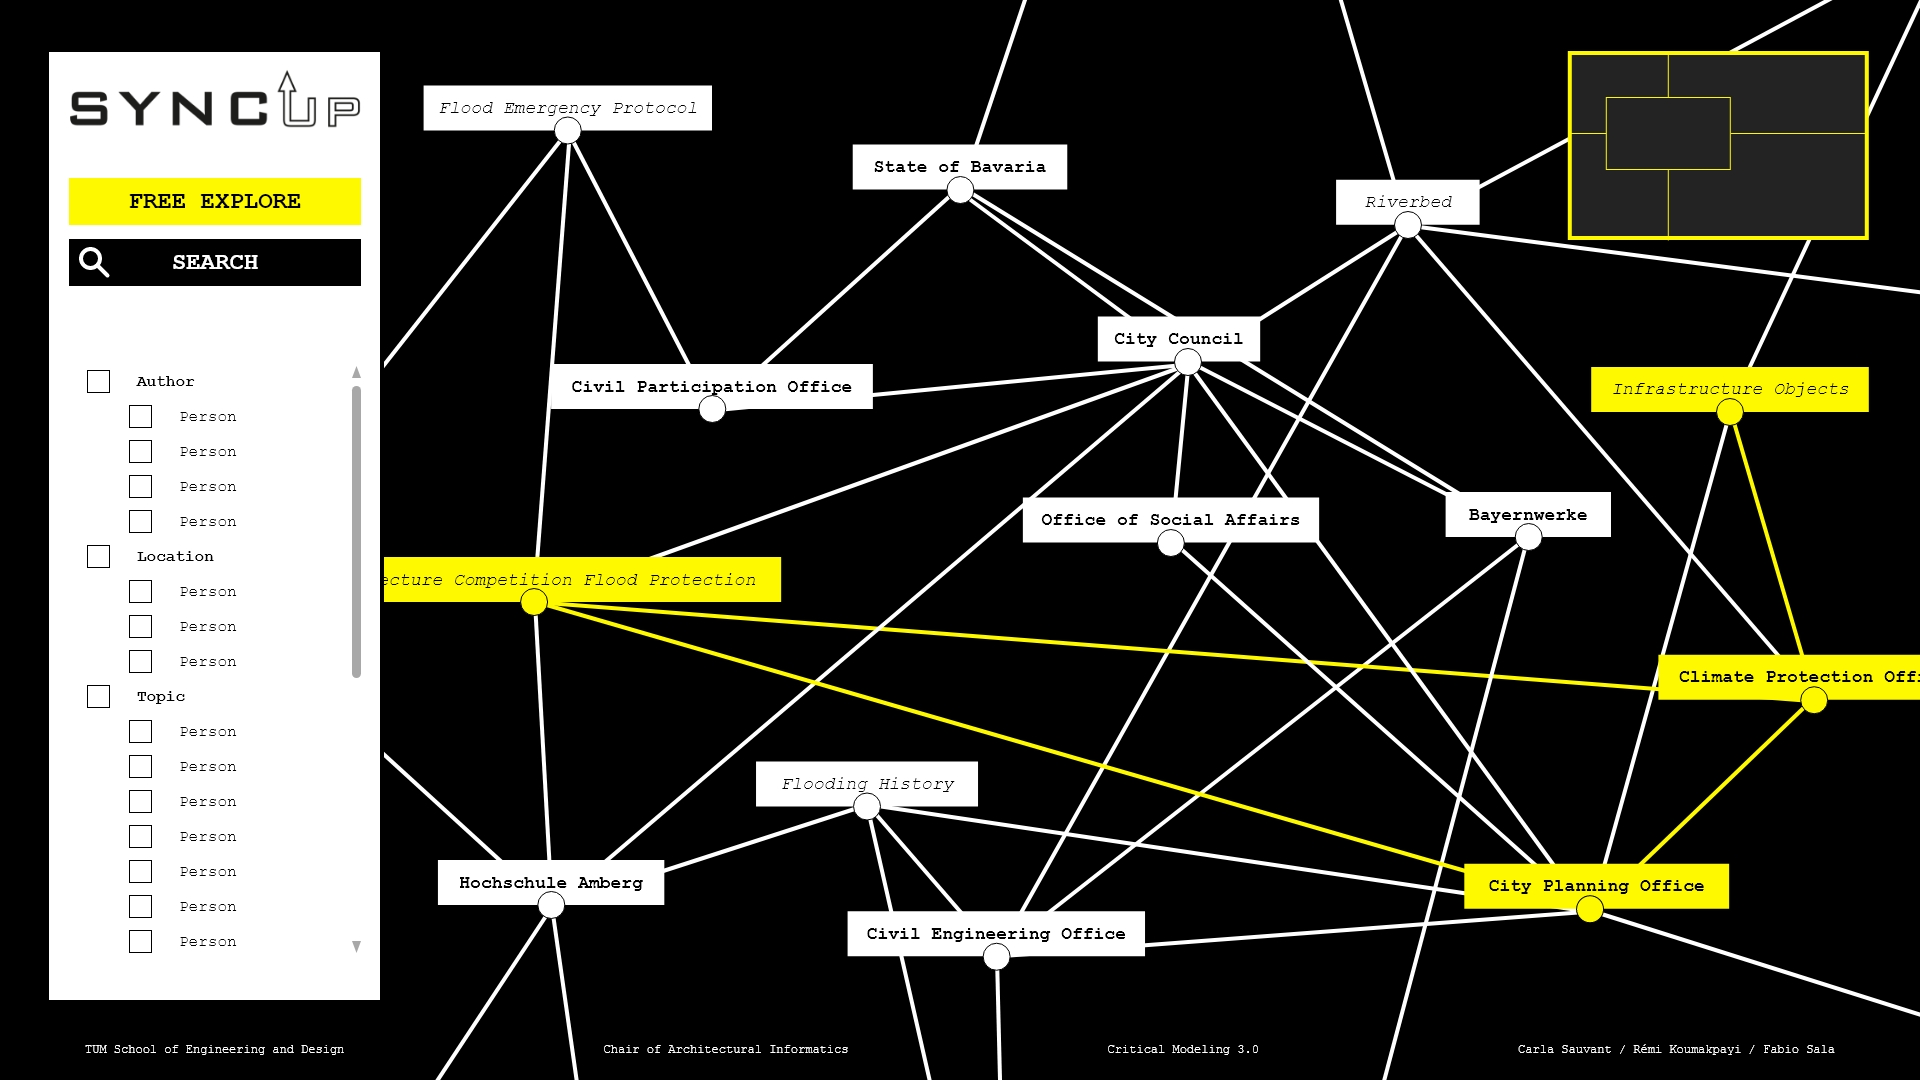 SYNCUP
FREE EXPLORE
SEARCH
Author
Person
Person
Person
Person
Location
Person
Person
Person
Topic
Person
Person
Person
Person
Person
Person
Person
Flood Emergency Protocol
State of Bavaria
Riverbed
City Council
Civil Participation Office
Infrastructure Objects
Office of Social Affairs
Bayernwerke
ecture Competition Flood Protection
Climate Protection Offi
Flooding History
Hochschule Amberg
City Planning Office
Civil Engineering Office
TUM School of Engineering and Design
Chair of Architectural Informatics
Critical Modeling 3.0
Carla Sauvant / Rémi Koumakpayi / Fabio Sala